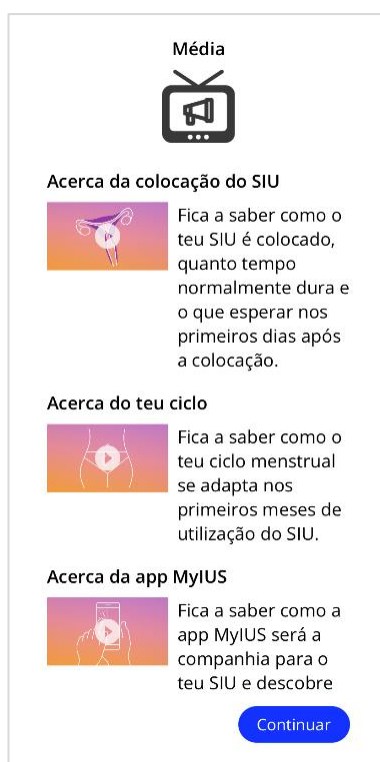 Média
Acerca da colocação do SIU
Fica a saber como o
teu SIU é colocado,
quanto tempo
normalmente dura e
o que esperar nos
primeiros dias após
a colocação.
Acerca do teu ciclo
Fica a saber como o
teu ciclo menstrual
se adapta nos
primeiros meses de
utilização do SIU.
Acerca da app MyIUS
Fica a saber como a
app MyIUS será a
companhia para o
teu SIU e descobre
Continuar